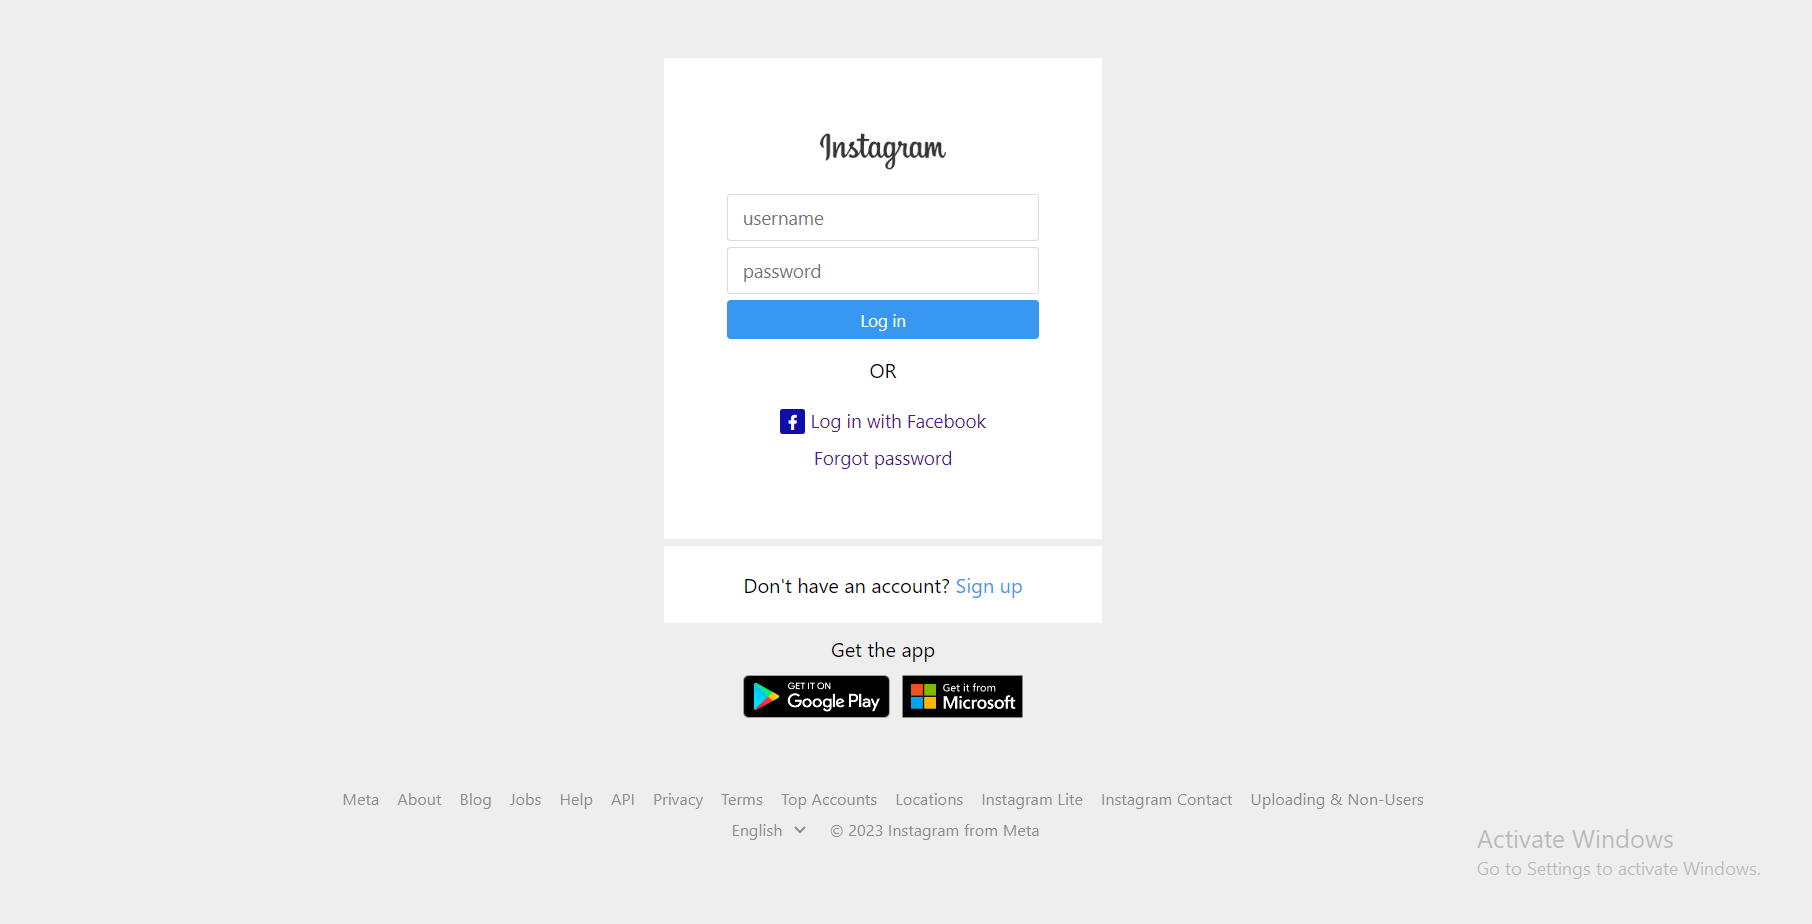 Instagram
username
password
Log in
OR
Log in with Facebook
Forgot password
Don't have an account? Sign up
Get the app
GET IT ON
Google Play
Get it from
Microsoft
Meta About Blog Jobs Help API Privacy Terms Top Accounts Locations Instagram Lite Instagram Contact Uploading & Non-Users
English © 2023 Instagram from Meta
Activate Windows
Go to Settings to activate Windows.